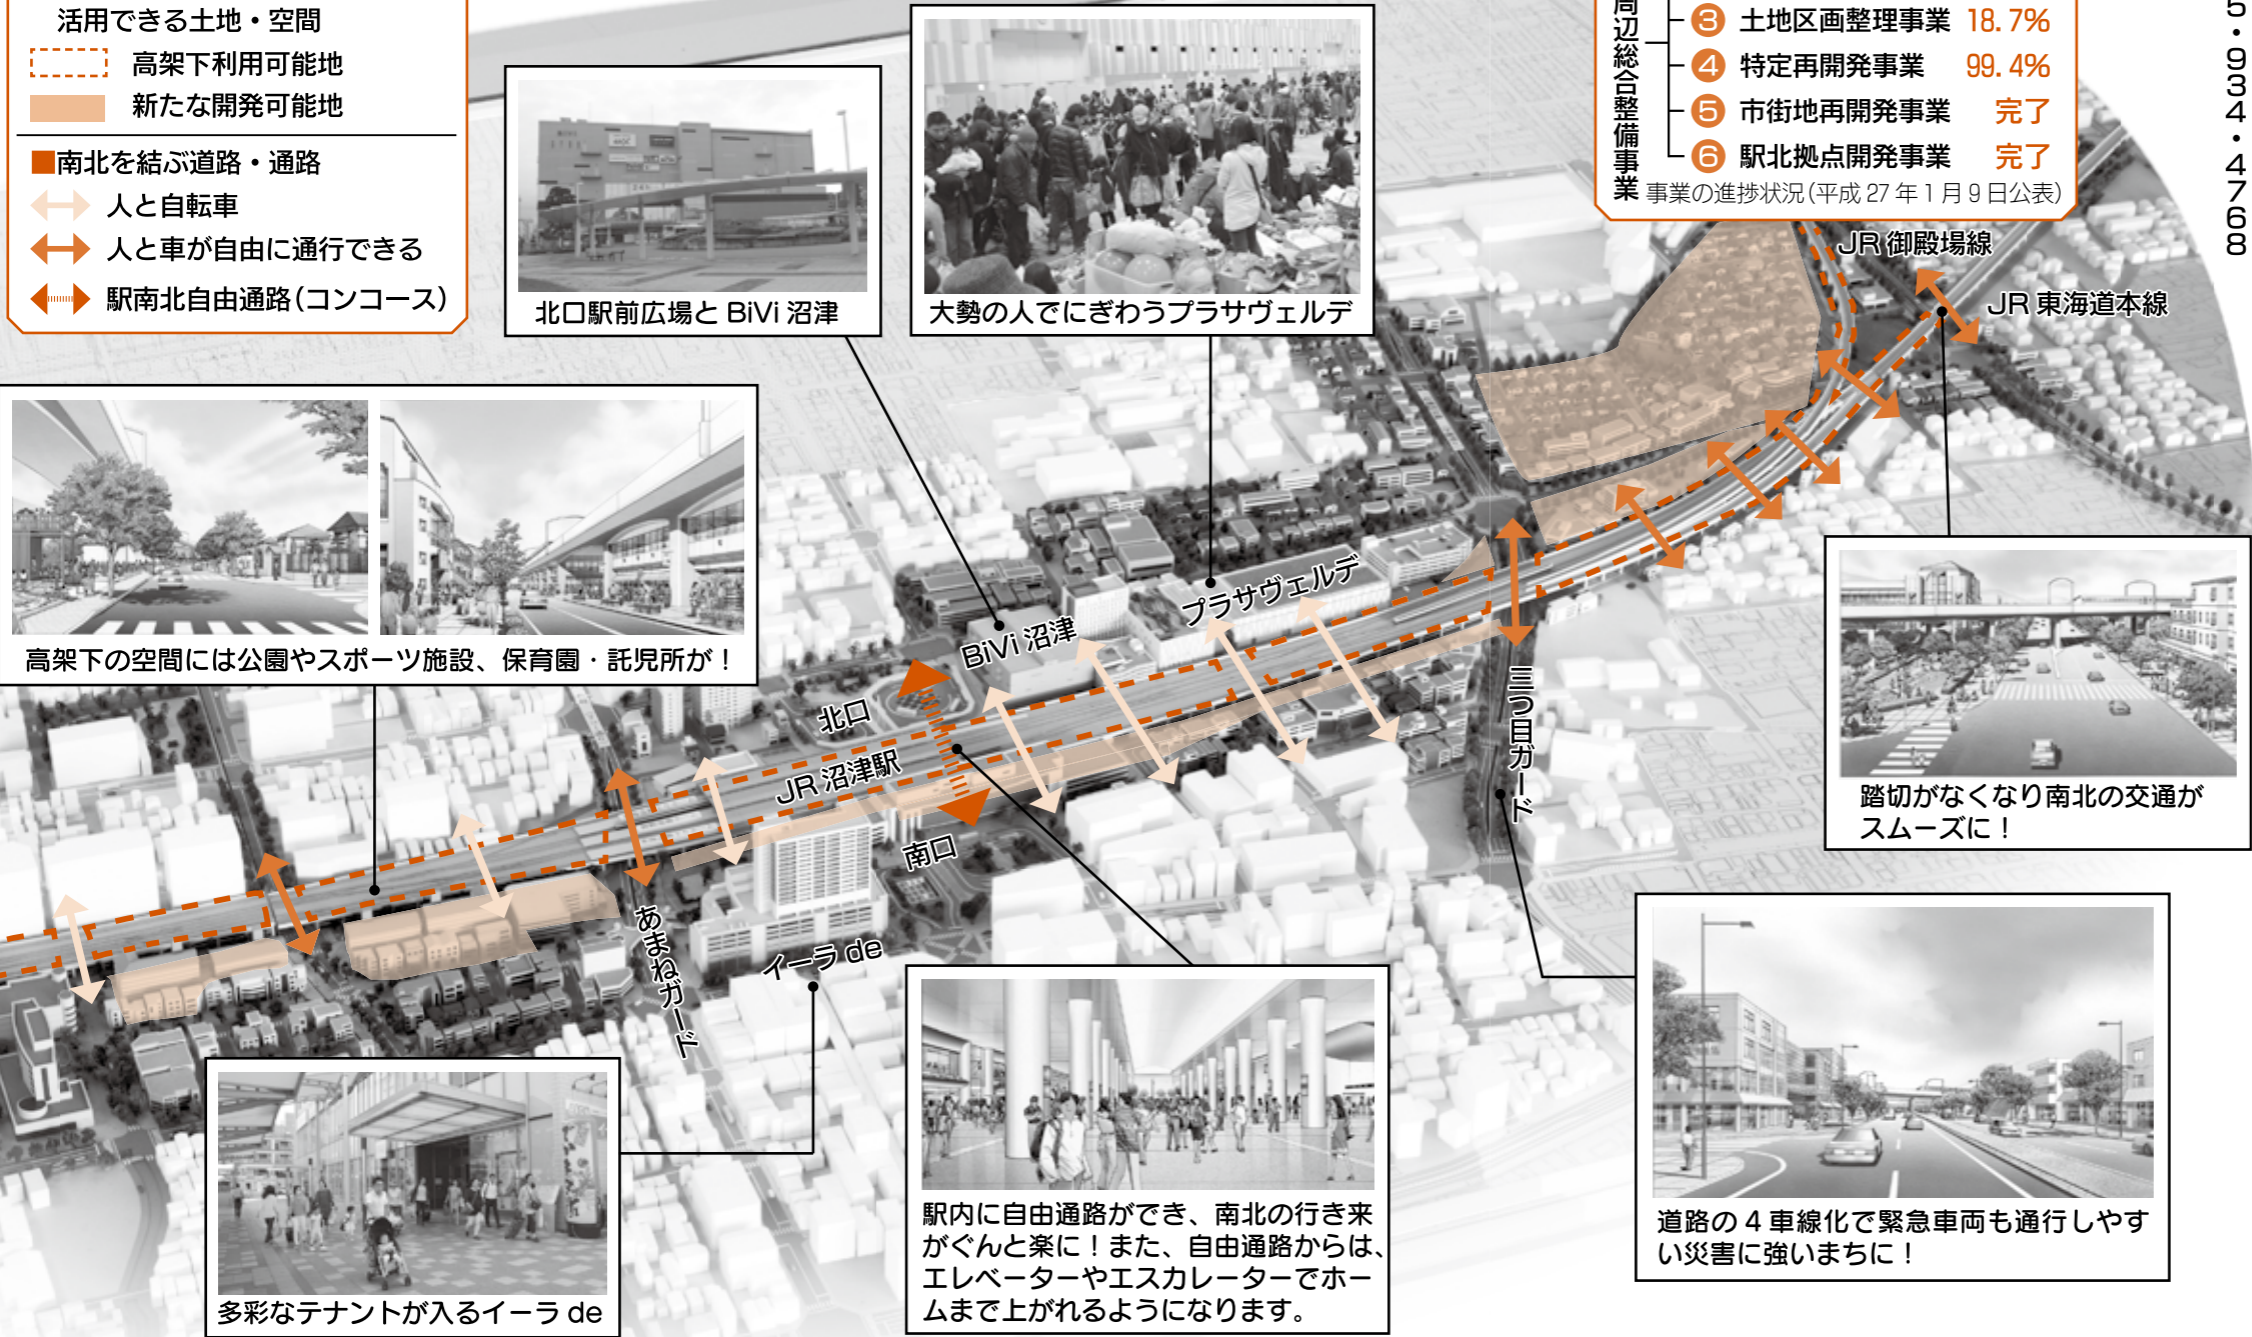 活用できる土地・空間
高架下利用可能地
新たな開発可能地
■南北を結ぶ道路・通路
人と自転車
人と車が自由に通行できる
駅南北自由通路(コンコース)
北口駅前広場と BiVi 沼津
大勢の人でにぎわうプラサヴェルデ
周辺総合整備事業
③ 土地区画整理事業 18.7%
④ 特定再開発事業 99.4%
⑤ 市街地再開発事業 完了
⑥ 駅北拠点開発事業 完了
事業の進捗状況(平成 27 年 1 月 9 日公表)
5・934・4768
JR 御殿場線
JR 東海道本線
高架下の空間には公園やスポーツ施設、保育園・託児所が！
プラサヴェルデ
BiVi 沼津
北口
JR 沼津駅
南口
三つ目ガード
あまねガード
イーラ de
踏切がなくなり南北の交通が
スムーズに！
道路の 4 車線化で緊急車両も通行しやす
い災害に強いまちに！
駅内に自由通路ができ、南北の行き来
がぐんと楽に！また、自由通路からは、
エレベーターやエスカレーターでホー
ムまで上がれるようになります。
多彩なテナントが入るイーラ de